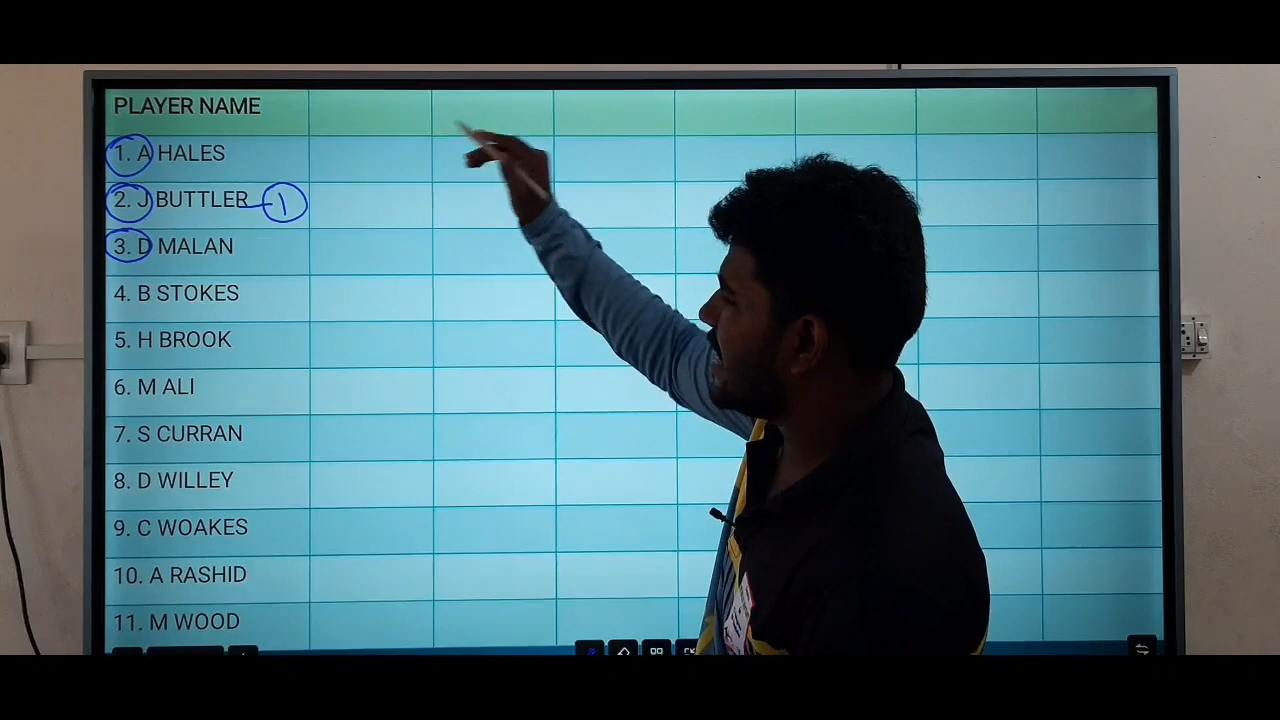 PLAYER NAME
1. A HALES
2. J BUTTLER 1
3. D MALAN
4. B STOKES
5. H BROOK
6. M ALI
7. S CURRAN
8. D WILLEY
9. C WOAKES
10. A RASHID
11. M WOOD